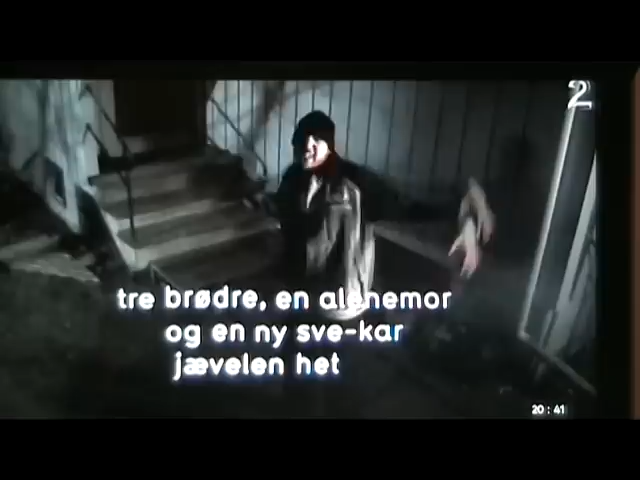 2
tre brødre, en alenemor
og en ny sve-kar
jævelen het
20:41